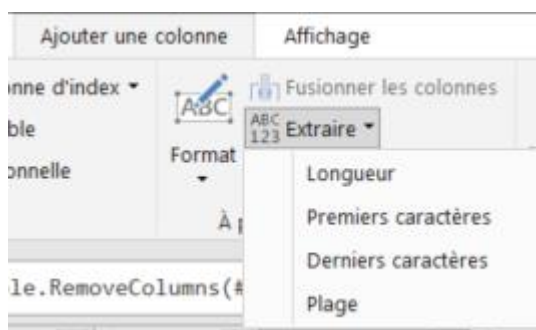 Ajouter une colonne Affichage
nne d'index
ble
onnelle
ABC
Format
Fusionner les colonnes
ABC
123 Extraire
Longueur
Premiers caractères
Derniers caractères
Plage
À p
le.RemoveColumns(#